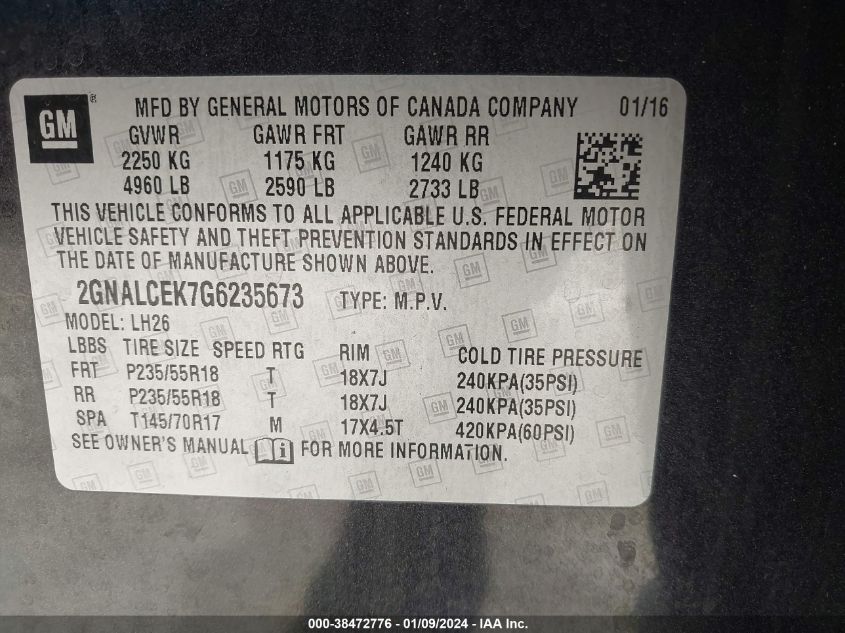 GM® MFD BY GENERAL MOTORS OF CANADA COMPANY 01/16
GVWR GAWR FRT GAWR RR
2250 KG 1175 KG 1240 KG
4960 LB 2590 LB 2733 LB
THIS VEHICLE CONFORMS TO ALL APPLICABLE U.S. FEDERAL MOTOR
VEHICLE SAFETY AND THEFT PREVENTION STANDARDS IN EFFECT ON
THE DATE OF MANUFACTURE SHOWN ABOVE.
2GNALCEK7G6235673 TYPE: M.P.V.
MODEL: LH26
LBBS TIRE SIZE SPEED RTG RIM COLD TIRE PRESSURE
FRT P235/55R18 T 18X7J 240KPA(35PSI)
RR P235/55R18 T 18X7J 240KPA(35PSI)
SPA T145/70R17 M 17X4.5T 420KPA(60PSI)
SEE OWNER'S MANUAL FOR MORE INFORMATION.
000-38472776 - 01/09/2024 - IAA Inc.